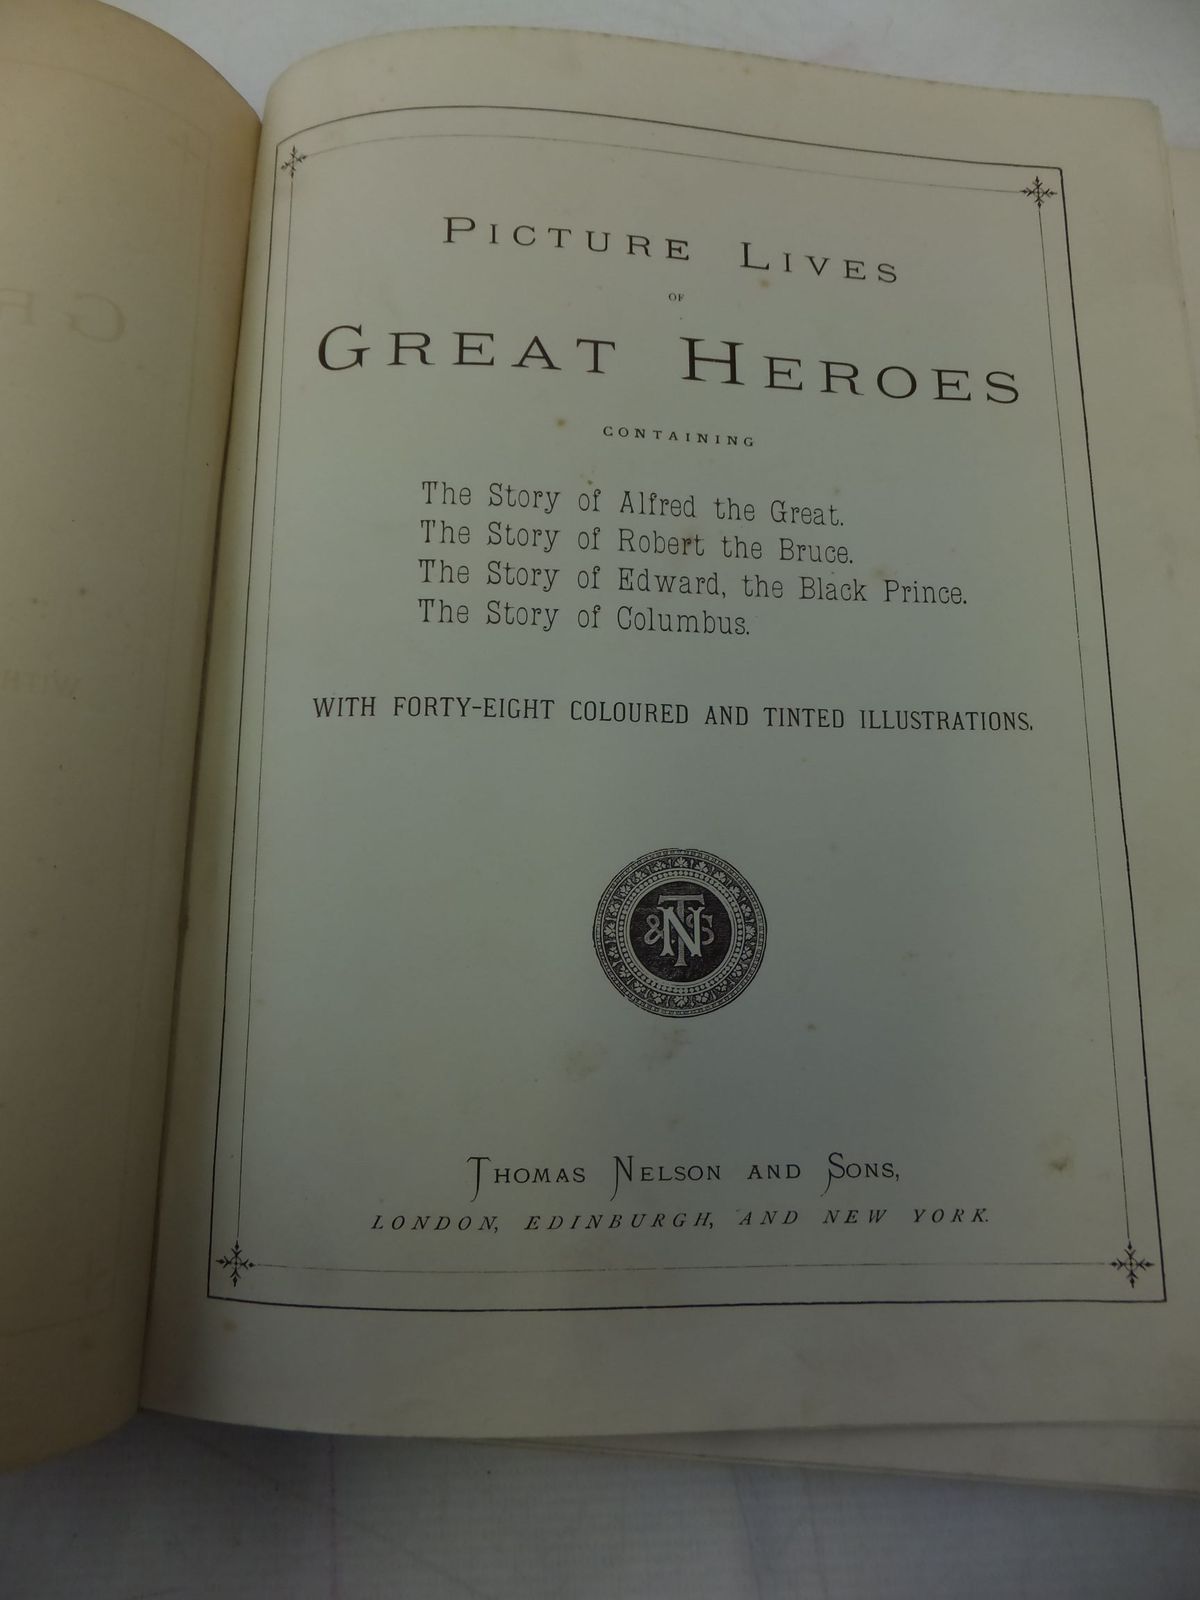 PICTURE LIVES
OF
GREAT HEROES
CONTAINING
The Story of Alfred the Great.
The Story of Robert the Bruce.
The Story of Edward, the Black Prince.
The Story of Columbus.
WITH FORTY-EIGHT COLOURED AND TINTED ILLUSTRATIONS.
T N & S
THOMAS NELSON AND SONS,
LONDON, EDINBURGH, AND NEW YORK.